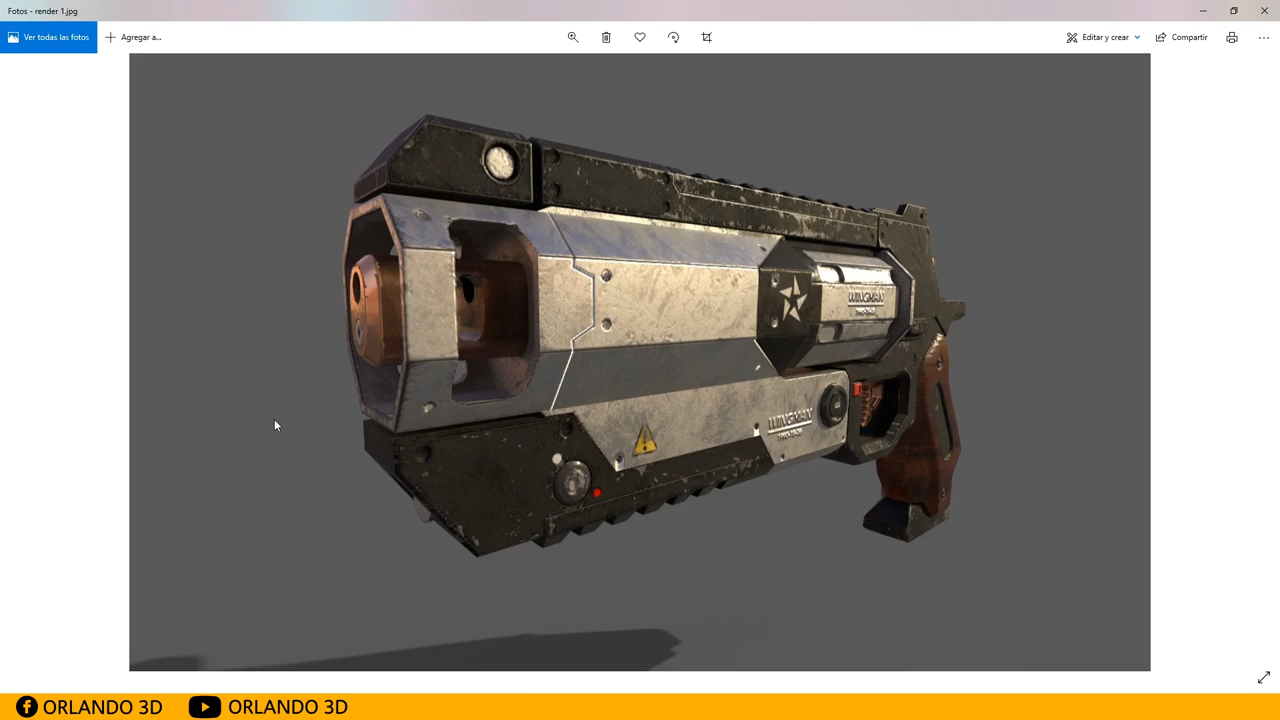 Fotos - render 1.jpg
Ver todas las fotos
Agregar a...
Editar y crear
Compartir
WINGMAN
WINGMAN
ORLANDO 3D
ORLANDO 3D